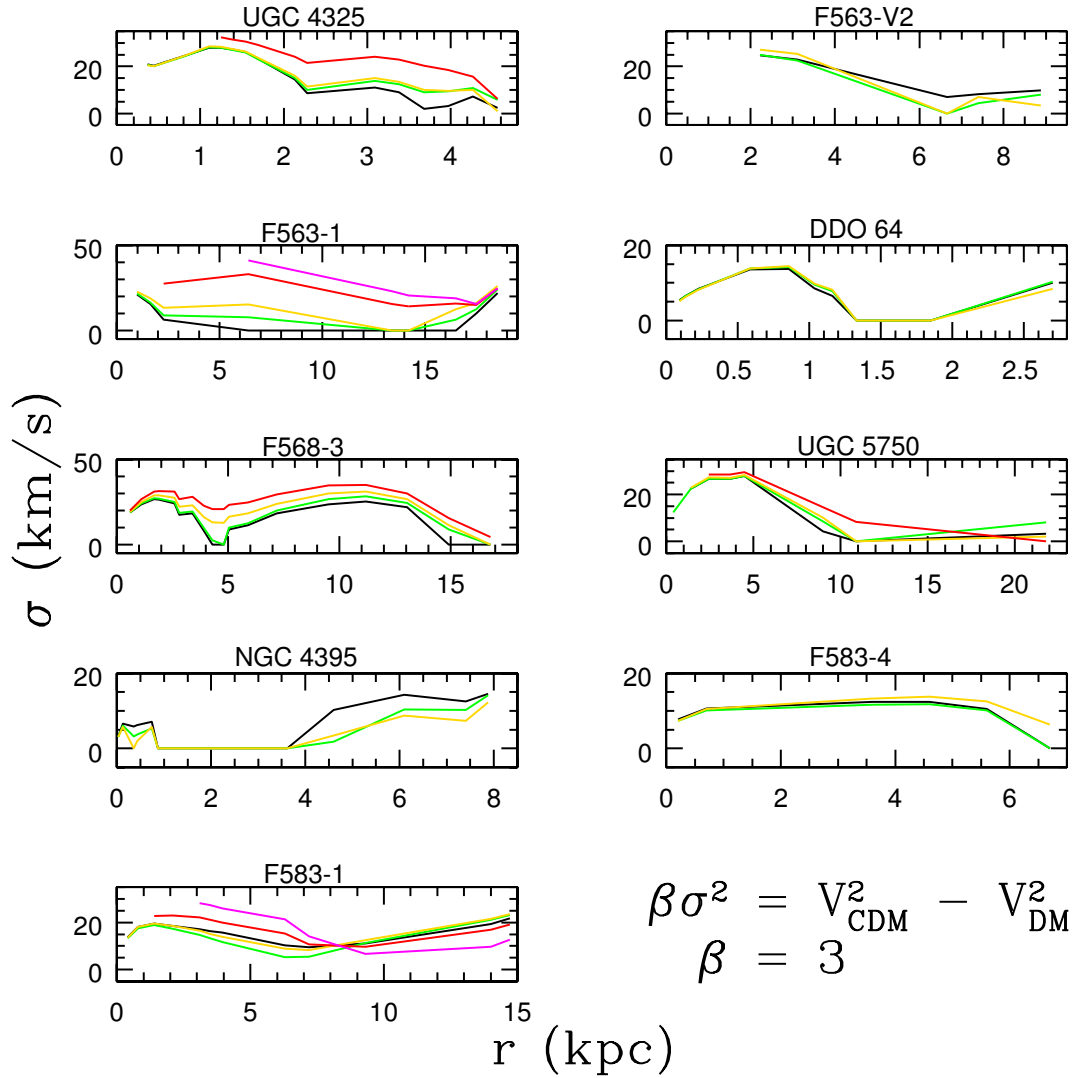 UGC 4325
F563-V2
20
0
0 1 2 3 4
20
0
0 2 4 6 8
F563-1
DDO 64
50
0
0 5 10 15
20
0
0 0.5 1 1.5 2 2.5
F568-3
UGC 5750
50
0
0 5 10 15
20
0
0 5 10 15 20
NGC 4395
F583-4
20
0
0 2 4 6 8
20
0
0 2 4 6
F583-1
20
0
0 5 10 15
σ (km/s)
r (kpc)
βσ² = V²_CDM − V²_DM
β = 3